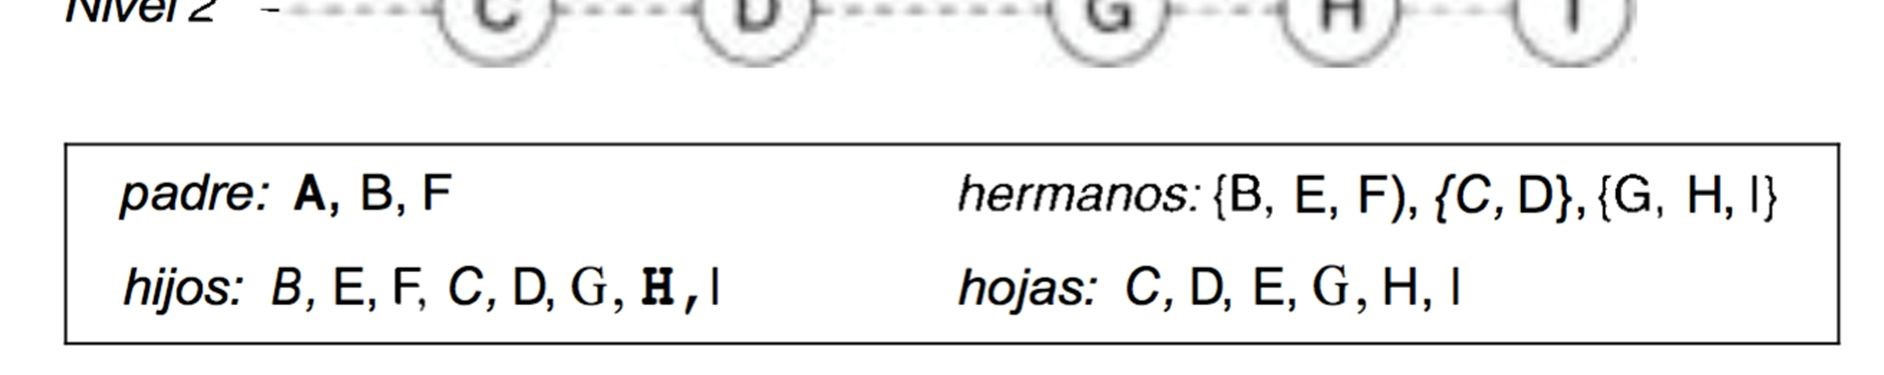 Nivel 2 C D G H I
padre: A, B, F
hermanos: {B, E, F), {C, D}, {G, H, I}
hijos: B, E, F, C, D, G, H, I
hojas: C, D, E, G, H, I